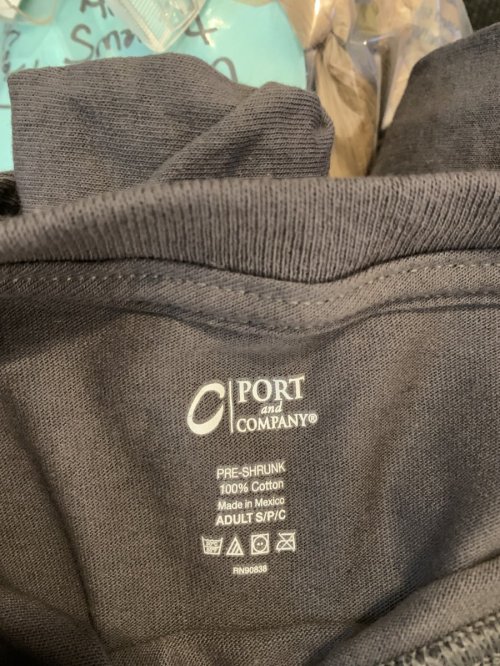 PORT
and
COMPANY®
PRE-SHRUNK
100% Cotton
Made in Mexico
ADULT S/P/C
RN90838